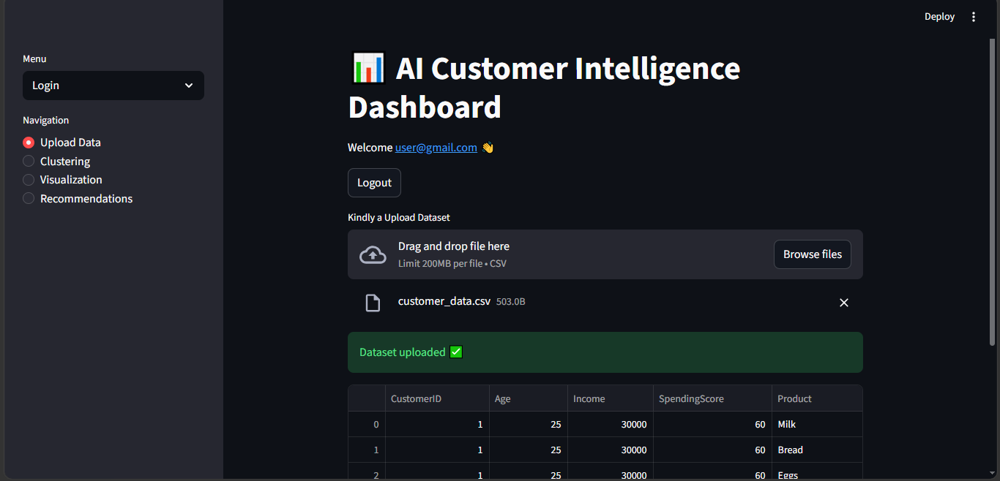 Deploy
Menu
Login
Navigation
Upload Data
Clustering
Visualization
Recommendations
📊 AI Customer Intelligence
Dashboard
Welcome user@gmail.com 👋
Logout
Kindly a Upload Dataset
Drag and drop file here
Limit 200MB per file • CSV
Browse files
customer_data.csv 503.0B
Dataset uploaded ✅
CustomerID Age Income SpendingScore Product
0 1 25 30000 60 Milk
1 1 25 30000 60 Bread
2 1 25 30000 60 Eggs